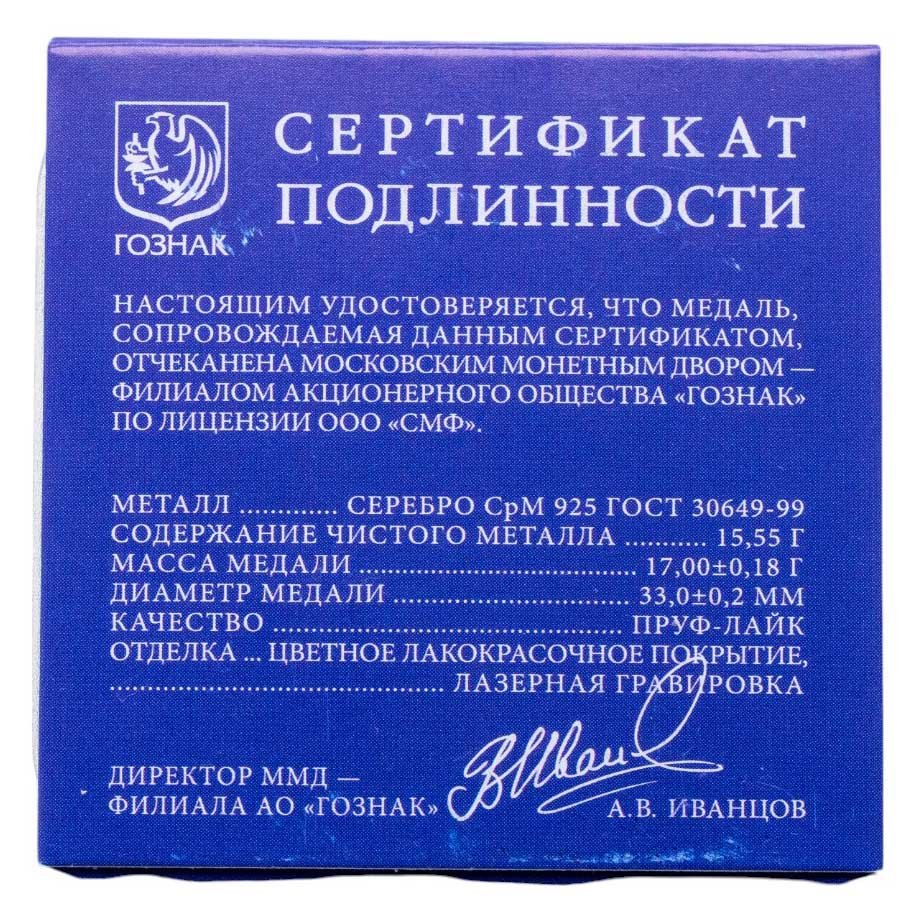 ГОЗНАК
СЕРТИФИКАТ
ПОДЛИННОСТИ
НАСТОЯЩИМ УДОСТОВЕРЯЕТСЯ, ЧТО МЕДАЛЬ,
СОПРОВОЖДАЕМАЯ ДАННЫМ СЕРТИФИКАТОМ,
ОТЧЕКАНЕНА МОСКОВСКИМ МОНЕТНЫМ ДВОРОМ —
ФИЛИАЛОМ АКЦИОНЕРНОГО ОБЩЕСТВА «ГОЗНАК»
ПО ЛИЦЕНЗИИ ООО «СМФ».
МЕТАЛЛ ............. СЕРЕБРО СрМ 925 ГОСТ 30649-99
СОДЕРЖАНИЕ ЧИСТОГО МЕТАЛЛА ........... 15,55 Г
МАССА МЕДАЛИ ..................................... 17,00±0,18 Г
ДИАМЕТР МЕДАЛИ ............................... 33,0±0,2 ММ
КАЧЕСТВО .............................................. ПРУФ-ЛАЙК
ОТДЕЛКА ... ЦВЕТНОЕ ЛАКОКРАСОЧНОЕ ПОКРЫТИЕ,
............................................ ЛАЗЕРНАЯ ГРАВИРОВКА
ДИРЕКТОР ММД —
ФИЛИАЛА АО «ГОЗНАК» А.В. ИВАНЦОВ